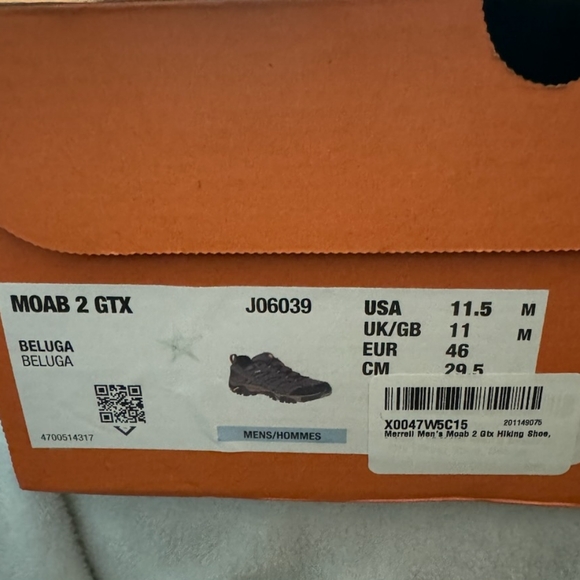 MOAB 2 GTX J06039
USA 11.5 M
UK/GB 11 M
EUR 46
CM 29.5
BELUGA
BELUGA
4700514317
MENS/HOMMES
X0047W5C15 201149075
Merrell Men's Moab 2 Gtx Hiking Shoe,